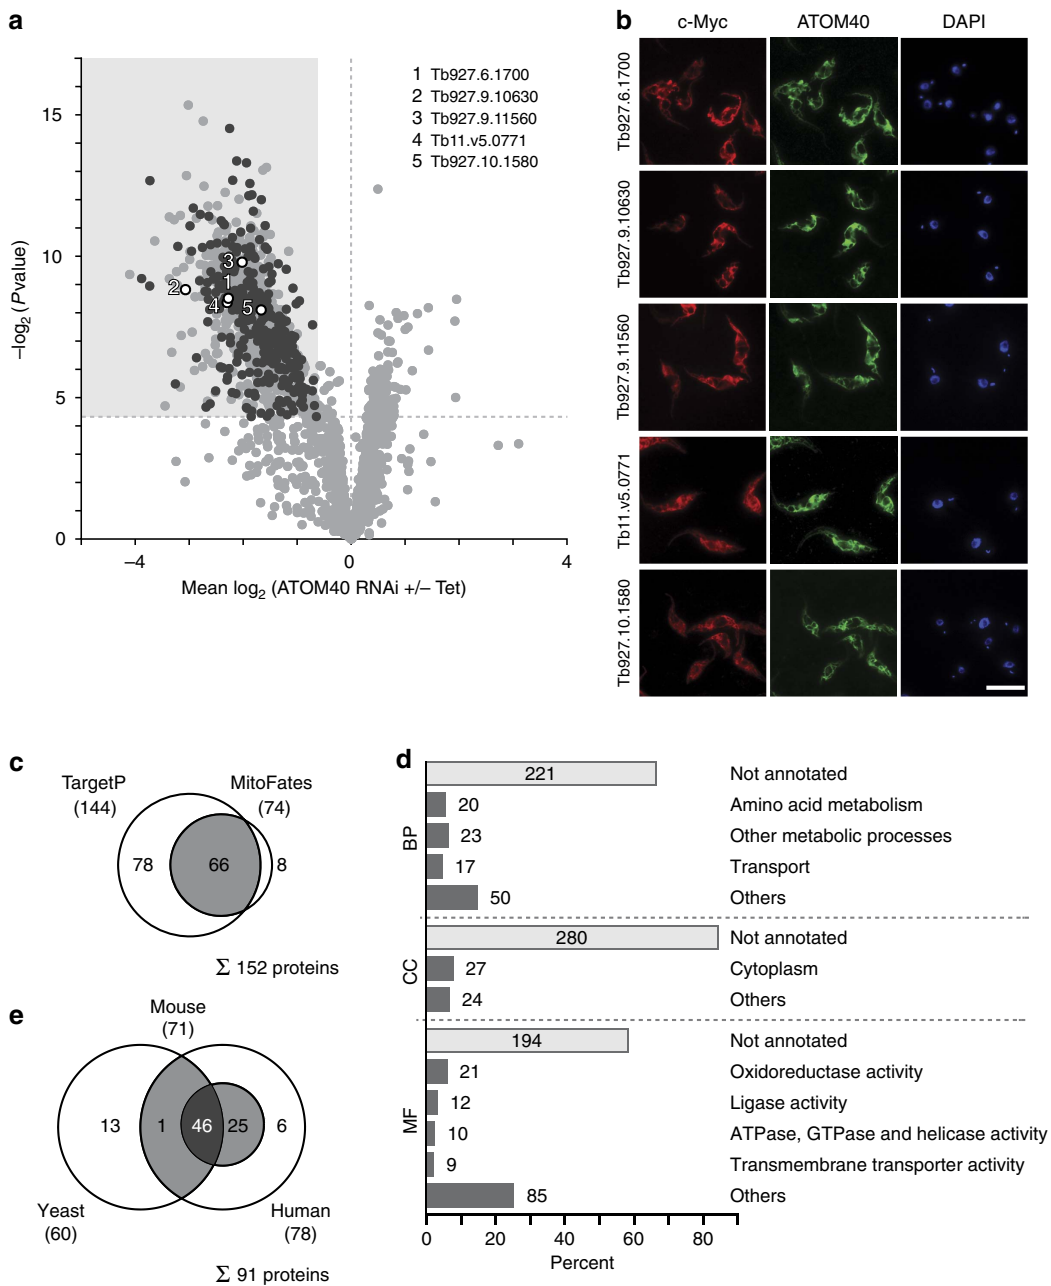 a
15
10
5
0
–log2 (Pvalue)
–4
0
4
Mean log2 (ATOM40 RNAi +/– Tet)
1 Tb927.6.1700
2 Tb927.9.10630
3 Tb927.9.11560
4 Tb11.v5.0771
5 Tb927.10.1580
3
1
2
4
5
b
c-Myc ATOM40 DAPI
Tb927.6.1700
Tb927.9.10630
Tb927.9.11560
Tb11.v5.0771
Tb927.10.1580
c
TargetP
(144)
MitoFates
(74)
78 66 8
Σ 152 proteins
d
BP
221 Not annotated
20 Amino acid metabolism
23 Other metabolic processes
17 Transport
50 Others
CC
280 Not annotated
27 Cytoplasm
24 Others
MF
194 Not annotated
21 Oxidoreductase activity
12 Ligase activity
10 ATPase, GTPase and helicase activity
9 Transmembrane transporter activity
85 Others
0 20 40 60 80
Percent
e
Mouse
(71)
13 1 46 25 6
Yeast
(60)
Human
(78)
Σ 91 proteins